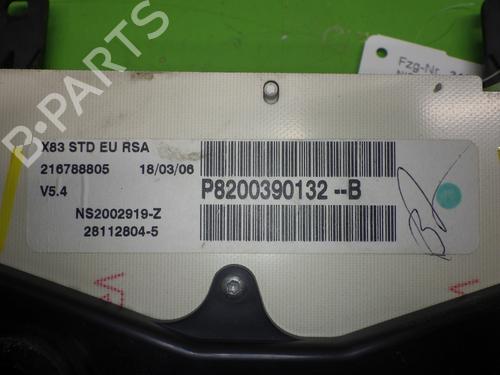 B-PARTS
Fzg-Nr.
X83 STD EU RSA
216788805 18/03/06
V5.4
P8200390132 --B
NS2002919-Z
28112804-5